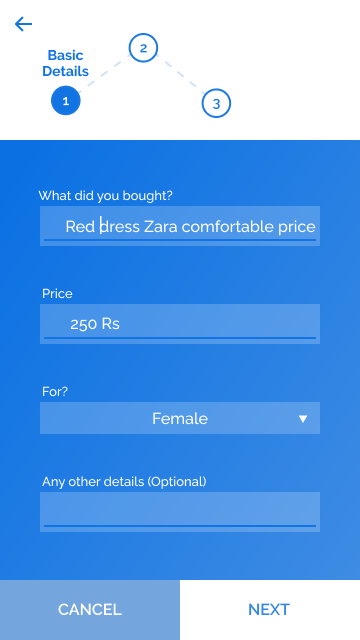 Basic
Details
1
2
3
What did you bought?
Red dress Zara comfortable price
Price
250 Rs
For?
Female
Any other details (Optional)
CANCEL
NEXT